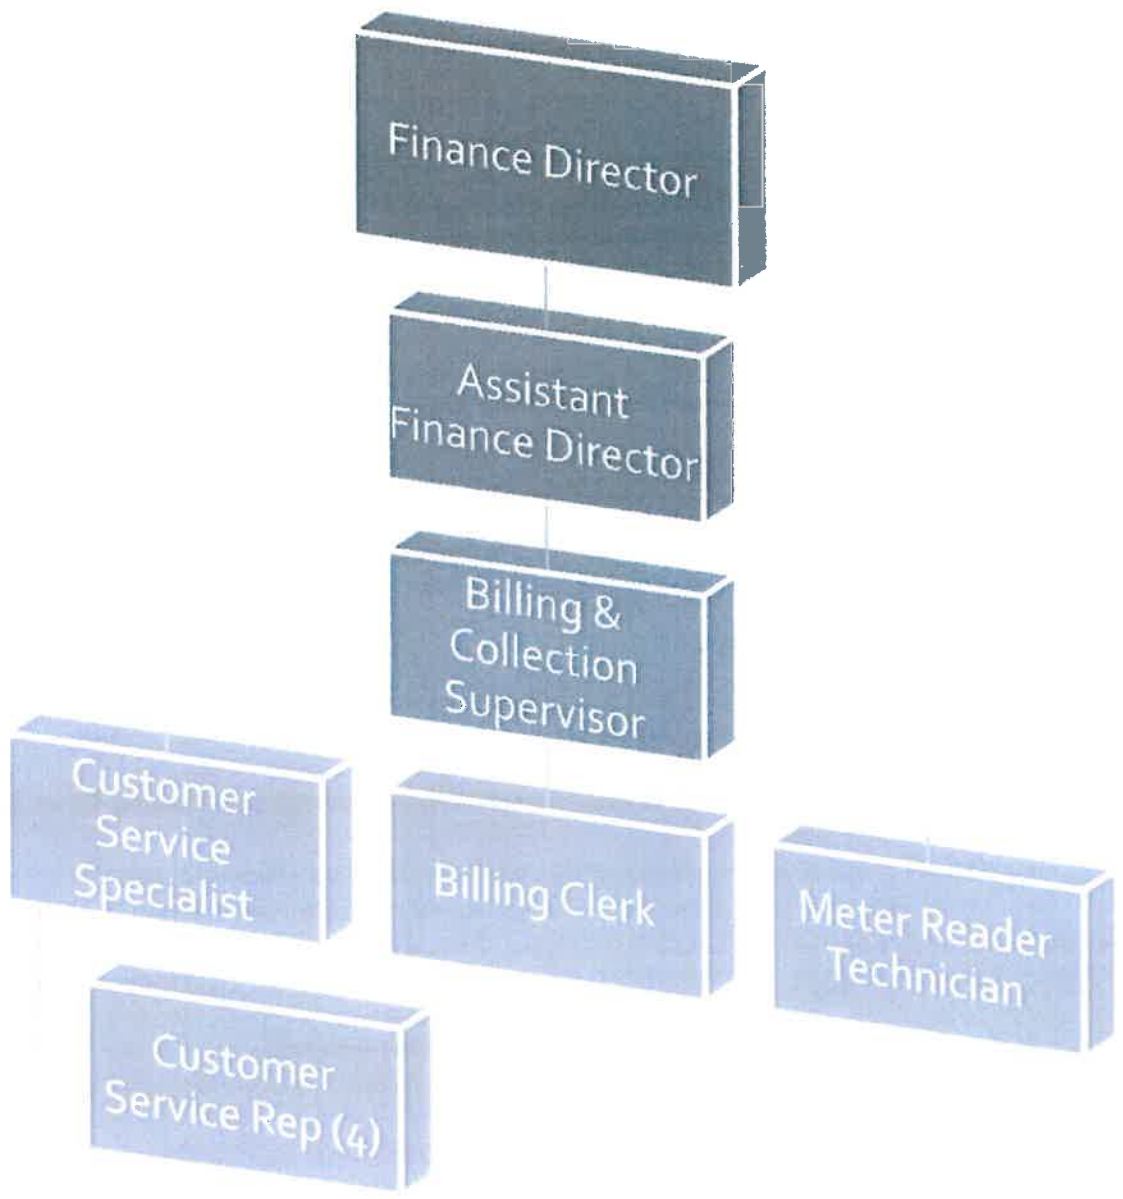 Finance Director
Assistant
Finance Director
Billing &
Collection
Supervisor
Customer
Service
Specialist
Billing Clerk
Meter Reader
Technician
Customer
Service Rep (4)